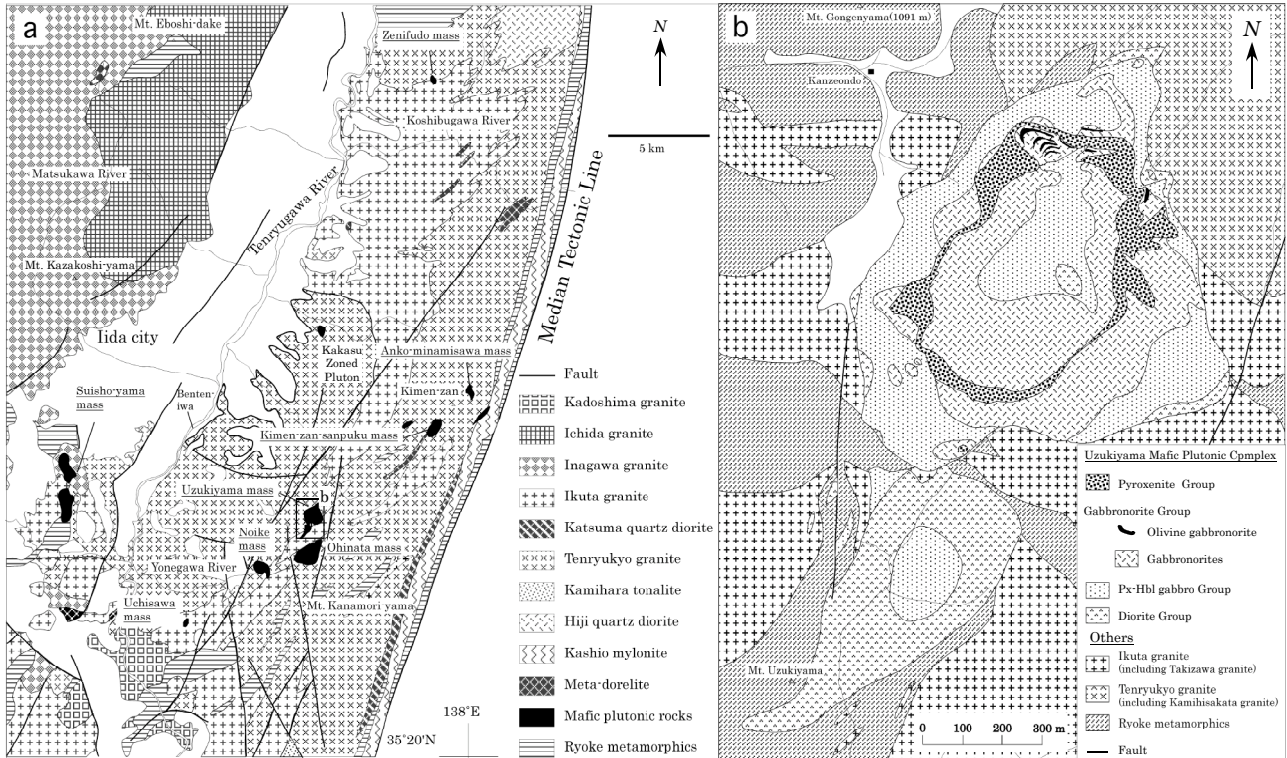 a
Mt. Eboshi-dake
Zenifudo mass
N
Koshibugawa River
5 km
Matsukawa River
Tenryugawa River
Median Tectonic Line
Mt. Kazakoshi-yama
Iida city
Kakasu
Zoned
Pluton
Anko-minamisawa mass
Suisho-yama
mass
Benten-
iwa
Kimen-zan
Kimen-zan-sanpuku mass
Uzukiyama mass
b
Noike
mass
Ohinata mass
Yonegawa River
Uchisawa
mass
Mt. Kanamori yama
138°E
35°20'N
Fault
Kadoshima granite
Ichida granite
Inagawa granite
Ikuta granite
Katsuma quartz diorite
Tenryukyo granite
Kamihara tonalite
Hiji quartz diorite
Kashio mylonite
Meta-dorelite
Mafic plutonic rocks
Ryoke metamorphics
b
Mt. Gongenyama(1091 m)
N
Kanzeondo
Mt. Uzukiyama
0 100 200 300 m
Uzukiyama Mafic Plutonic Cpmplex
Pyroxenite Group
Gabbronorite Group
Olivine gabbronorite
Gabbronorites
Px-Hbl gabbro Group
Diorite Group
Others
Ikuta granite
(including Takizawa granite)
Tenryukyo granite
(including Kamihisakata granite)
Ryoke metamorphics
Fault